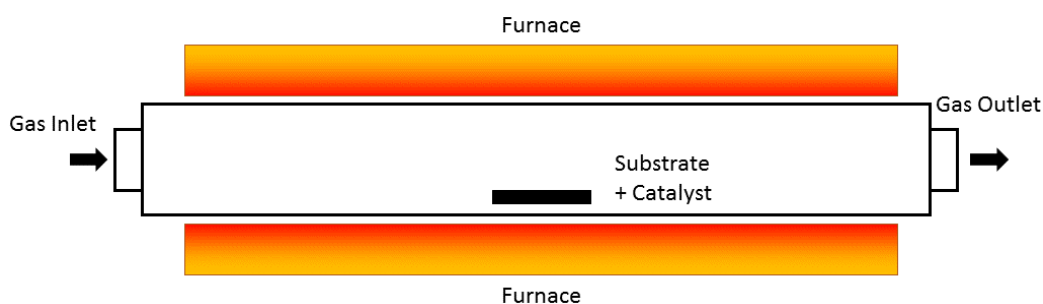 Furnace
Gas Inlet
Gas Outlet
Substrate
+ Catalyst
Furnace